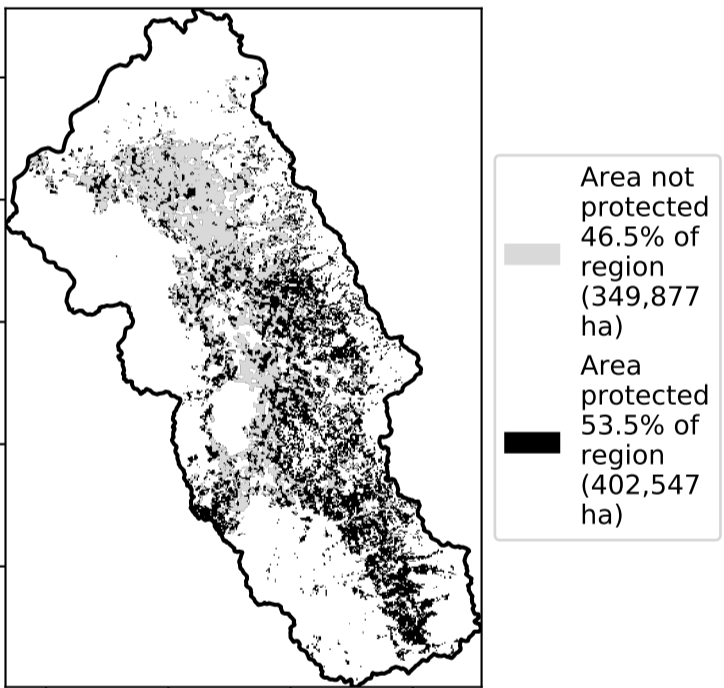 Area not
protected
46.5% of
region
(349,877
ha)
Area
protected
53.5% of
region
(402,547
ha)